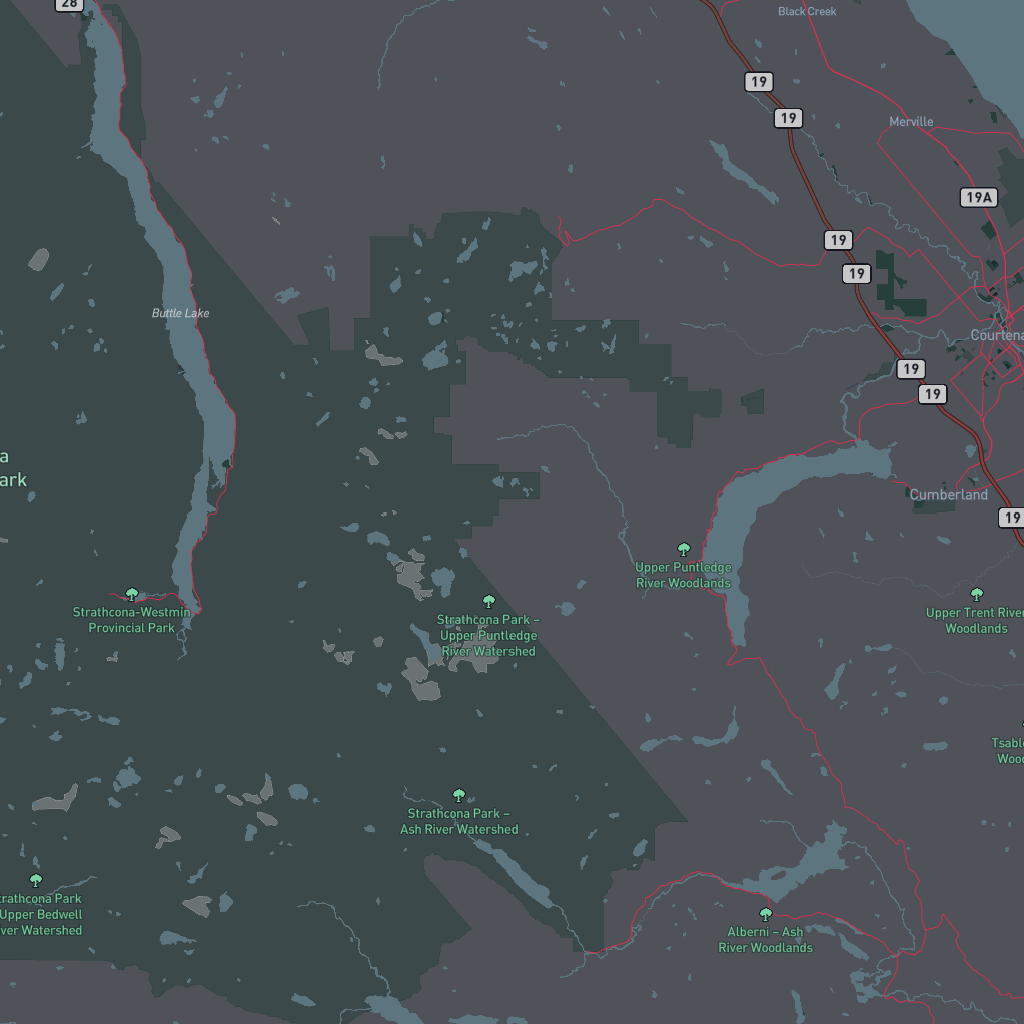 28
Black Creek
19
19
Merville
19A
19
19
Buttle Lake
Courtena
19
19
a
ark
Cumberland
19
Upper Puntledge
River Woodlands
Strathcona-Westmin
Provincial Park
Strathcona Park –
Upper Puntledge
River Watershed
Upper Trent River
Woodlands
Tsable
Wood
Strathcona Park –
Ash River Watershed
trathcona Park
Upper Bedwell
ver Watershed
Alberni – Ash
River Woodlands